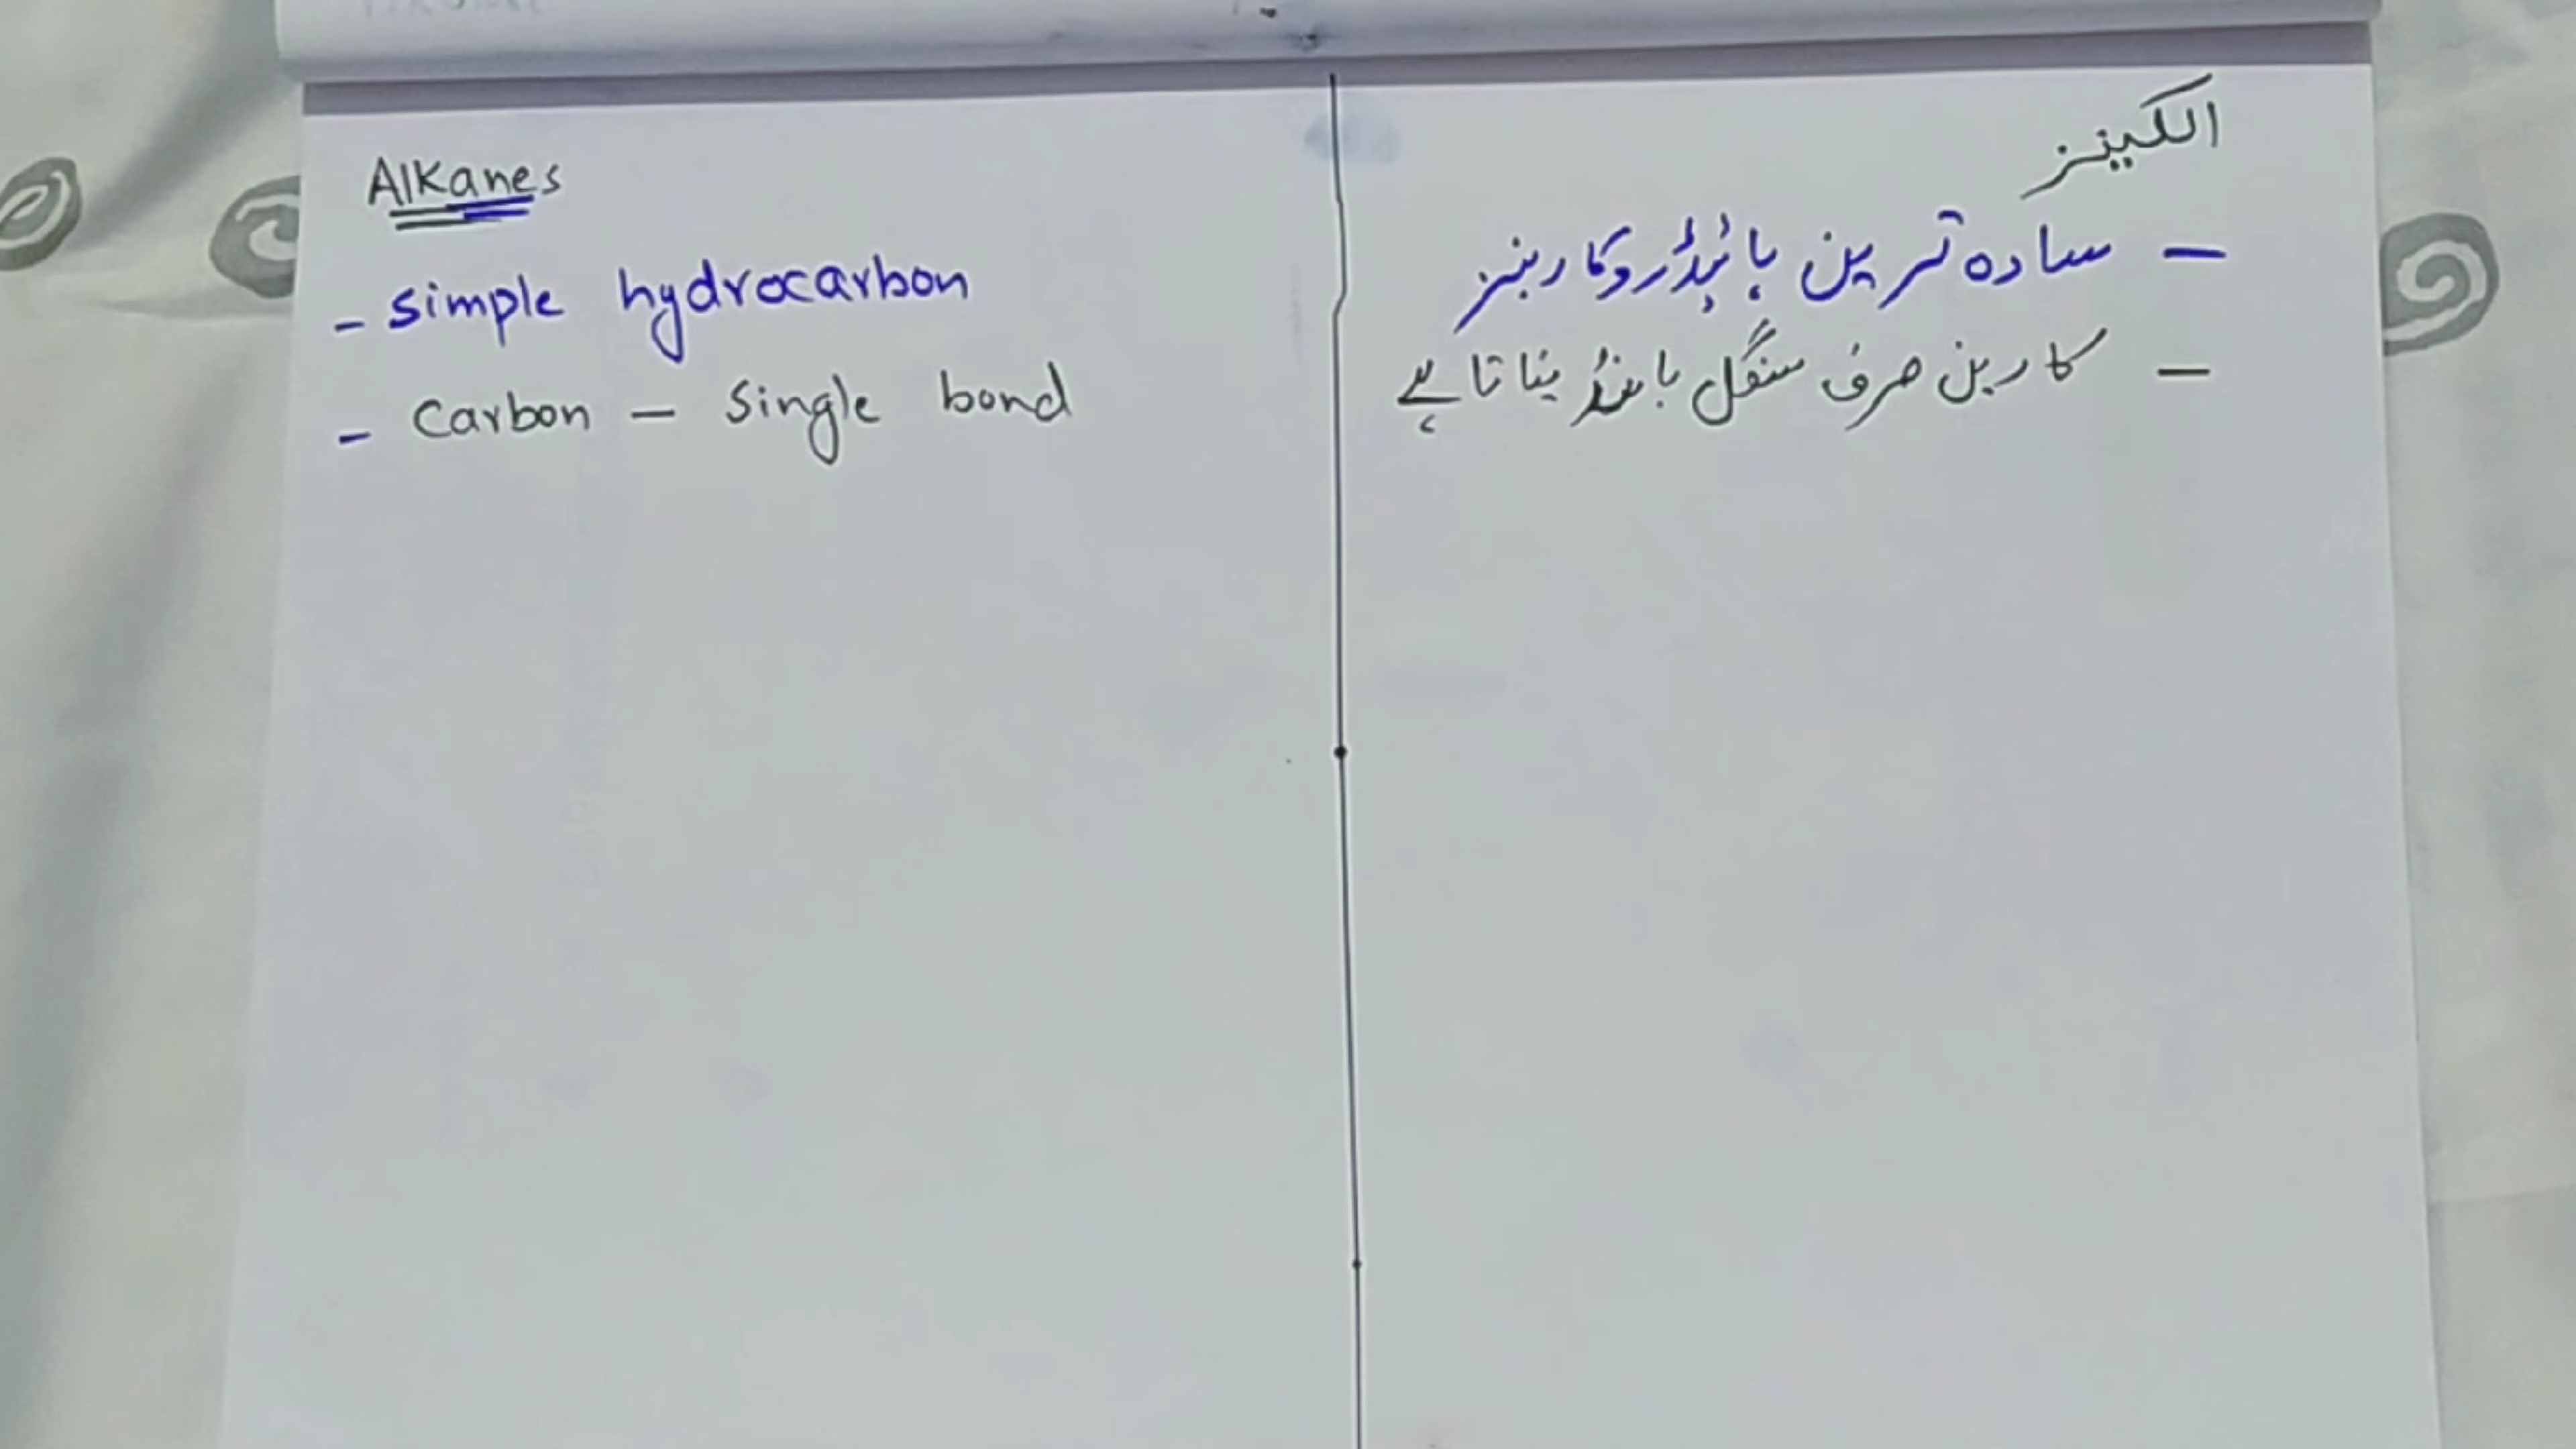 Alkanes
- simple hydrocarbon
- Carbon - single bond
الکینز
- سادہ ترین ہائیڈروکاربنز
- کاربن صرف سنگل بانڈ بناتا ہے